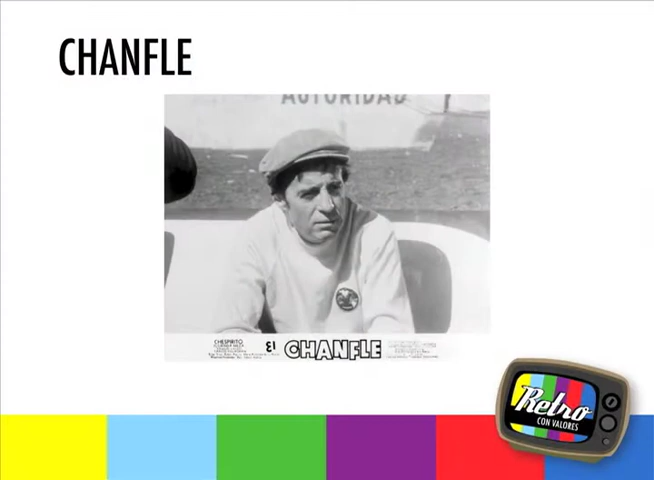 CHANFLE
AUTORIDAD
CHESPIRITO
El CHANFLE
Retro
CON VALORES